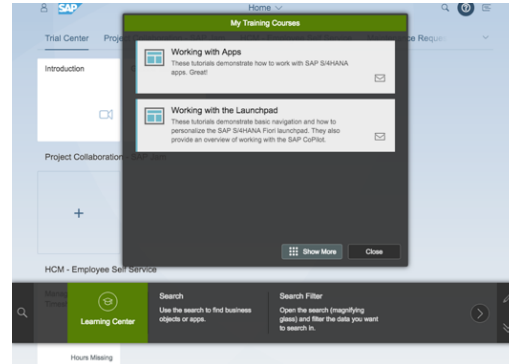 SAP
Home
My Training Courses
Trial Center
Working with Apps
These tutorials demonstrate how to work with SAP S/4HANA
apps. Great!
Introduction
Working with the Launchpad
These tutorials demonstrate basic navigation and how to
personalize the SAP S/4HANA Fiori launchpad. They also
provide an overview of working with the SAP CoPilot.
Project Collaboration - SAP Jam
Show More
Close
HCM - Employee Self Service
Learning Center
Search
Use the search to find business
objects or apps.
Search Filter
Open the search (magnifying
glass) and filter the data you want
to search in.
Hours Missing